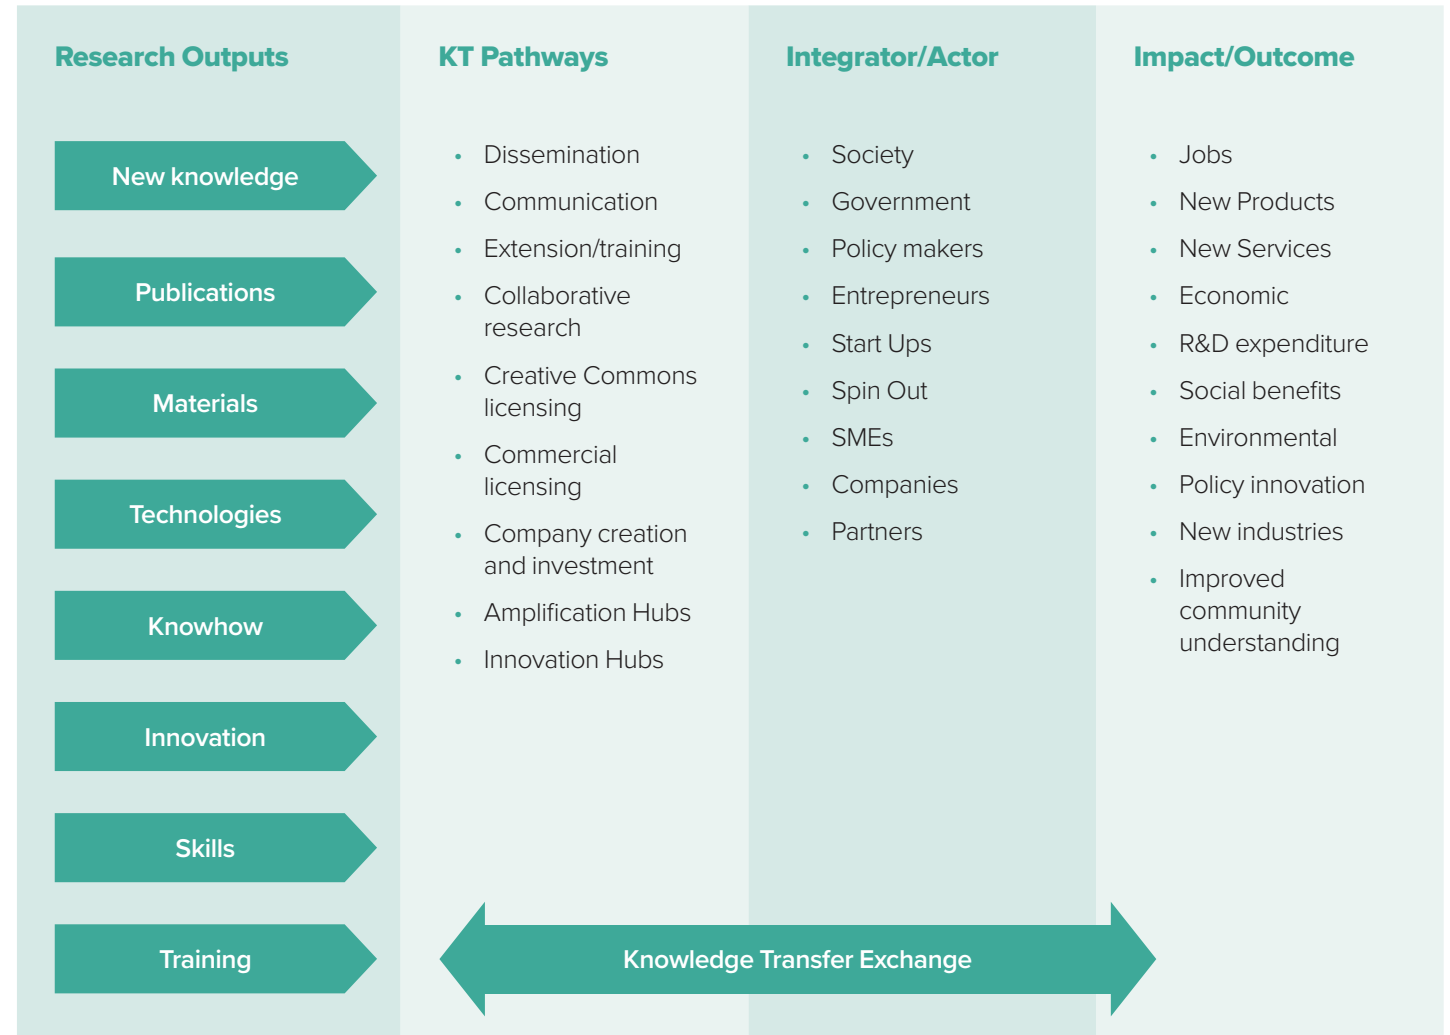 Research Outputs
New knowledge
Publications
Materials
Technologies
Knowhow
Innovation
Skills
Training
KT Pathways
• Dissemination
• Communication
• Extension/training
• Collaborative
research
• Creative Commons
licensing
• Commercial
licensing
• Company creation
and investment
• Amplification Hubs
• Innovation Hubs
Integrator/Actor
• Society
• Government
• Policy makers
• Entrepreneurs
• Start Ups
• Spin Out
• SMEs
• Companies
• Partners
Impact/Outcome
• Jobs
• New Products
• New Services
• Economic
• R&D expenditure
• Social benefits
• Environmental
• Policy innovation
• New industries
• Improved
community
understanding
Knowledge Transfer Exchange